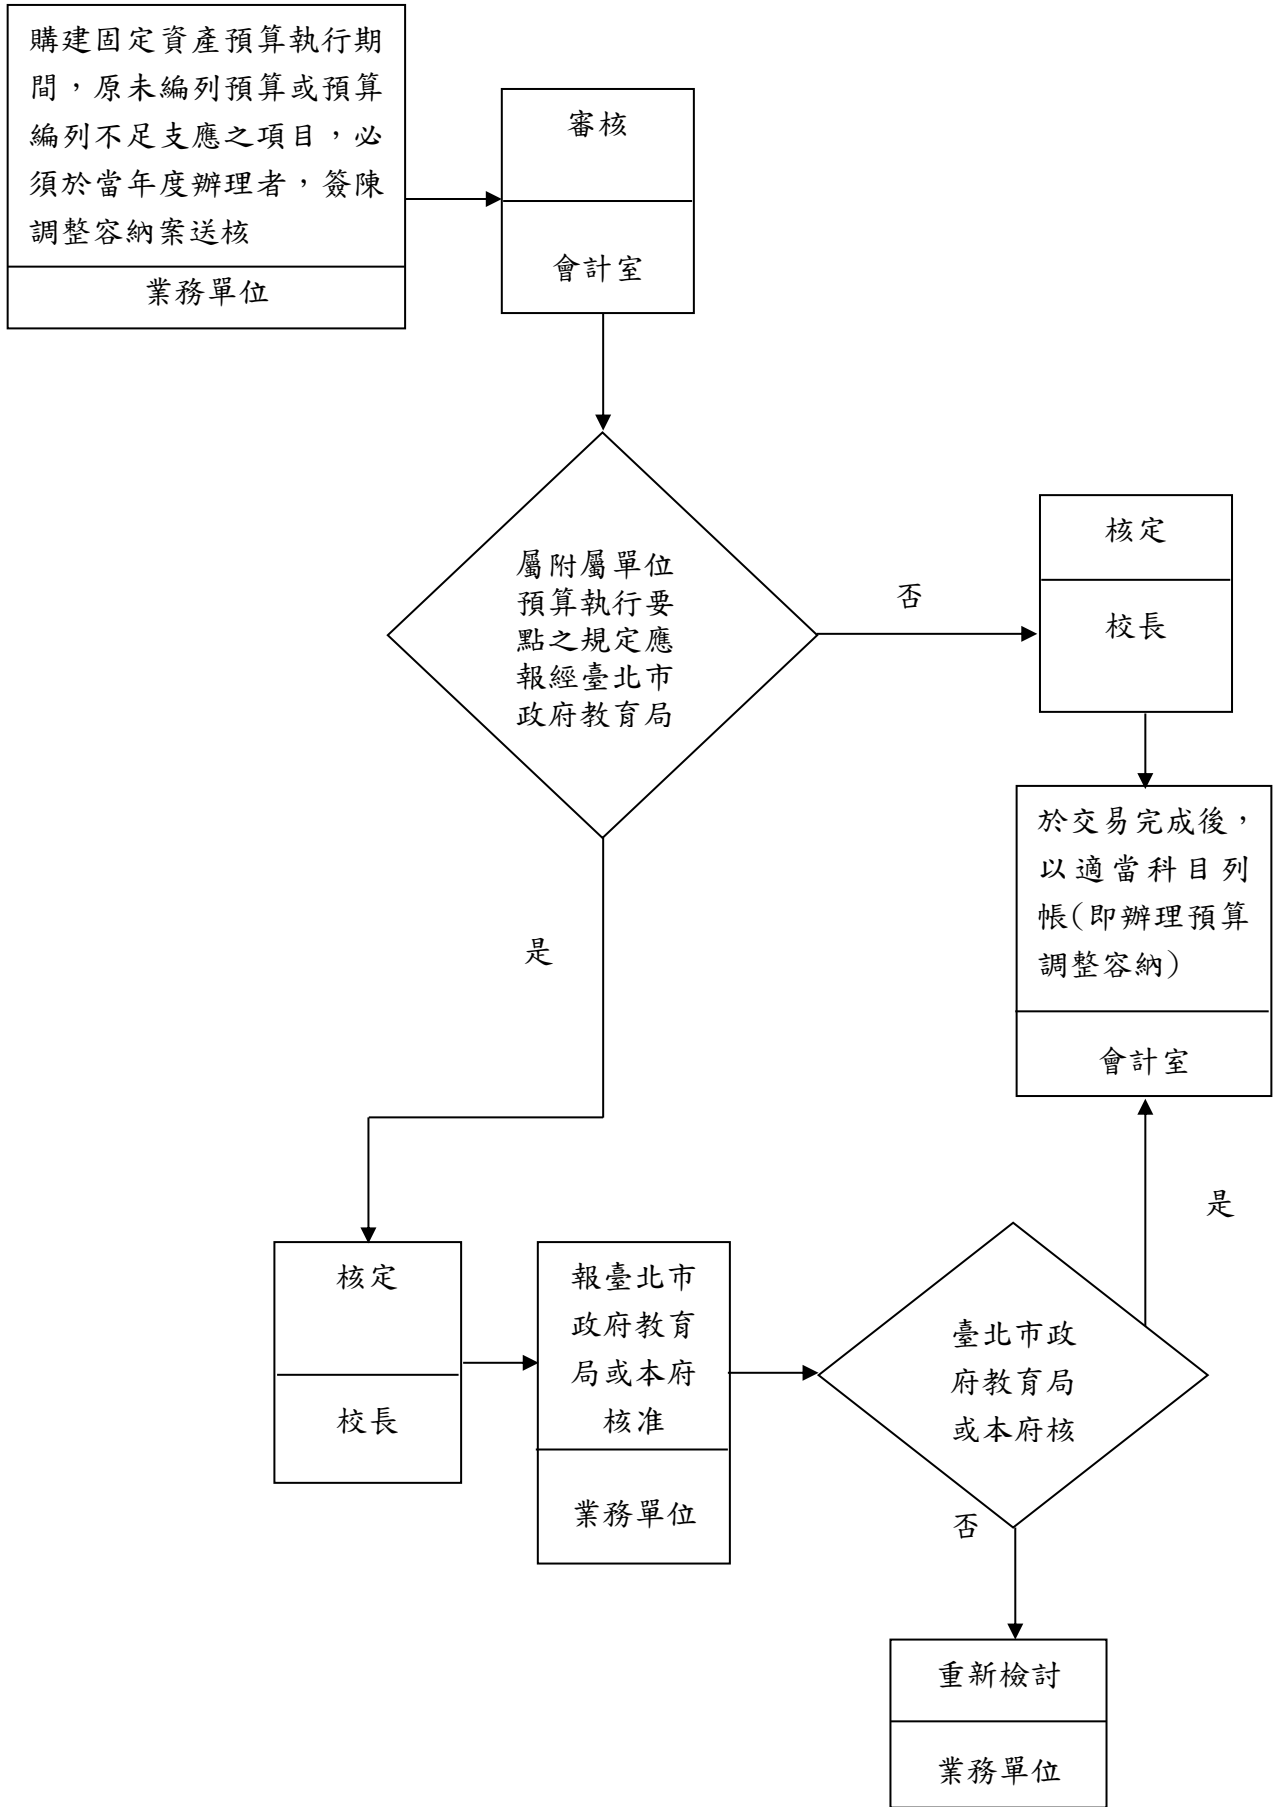 購建固定資產預算執行期
間，原未編列預算或預算
編列不足支應之項目，必
須於當年度辦理者，簽陳
調整容納案送核
業務單位
審核
會計室
屬附屬單位
預算執行要
點之規定應
報經臺北市
政府教育局
否
核定
校長
於交易完成後，
以適當科目列
帳(即辦理預算
調整容納)
會計室
是
是
核定
校長
報臺北市
政府教育
局或本府
核准
業務單位
臺北市政
府教育局
或本府核
否
重新檢討
業務單位